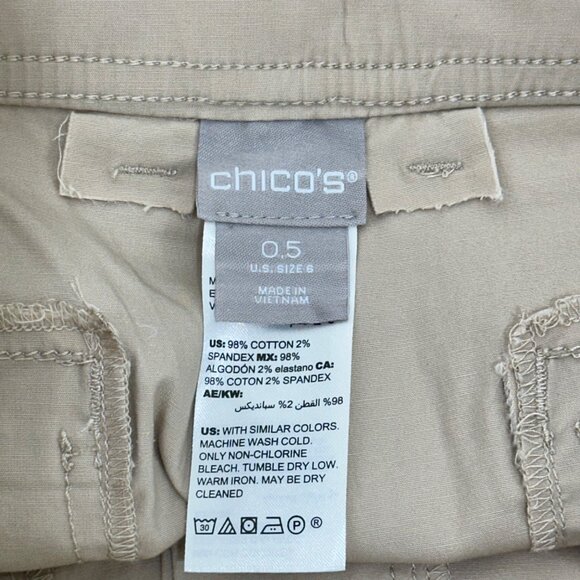 chico's®
0.5
U.S. SIZE 6
MADE IN
VIETNAM
US: 98% COTTON 2%
SPANDEX MX: 98%
ALGODÓN 2% elastano CA:
98% COTON 2% SPANDEX
AE/KW:
98% القطن 2% سبانديكس
US: WITH SIMILAR COLORS.
MACHINE WASH COLD.
ONLY NON-CHLORINE
BLEACH. TUMBLE DRY LOW.
WARM IRON. MAY BE DRY
CLEANED
30 P ®